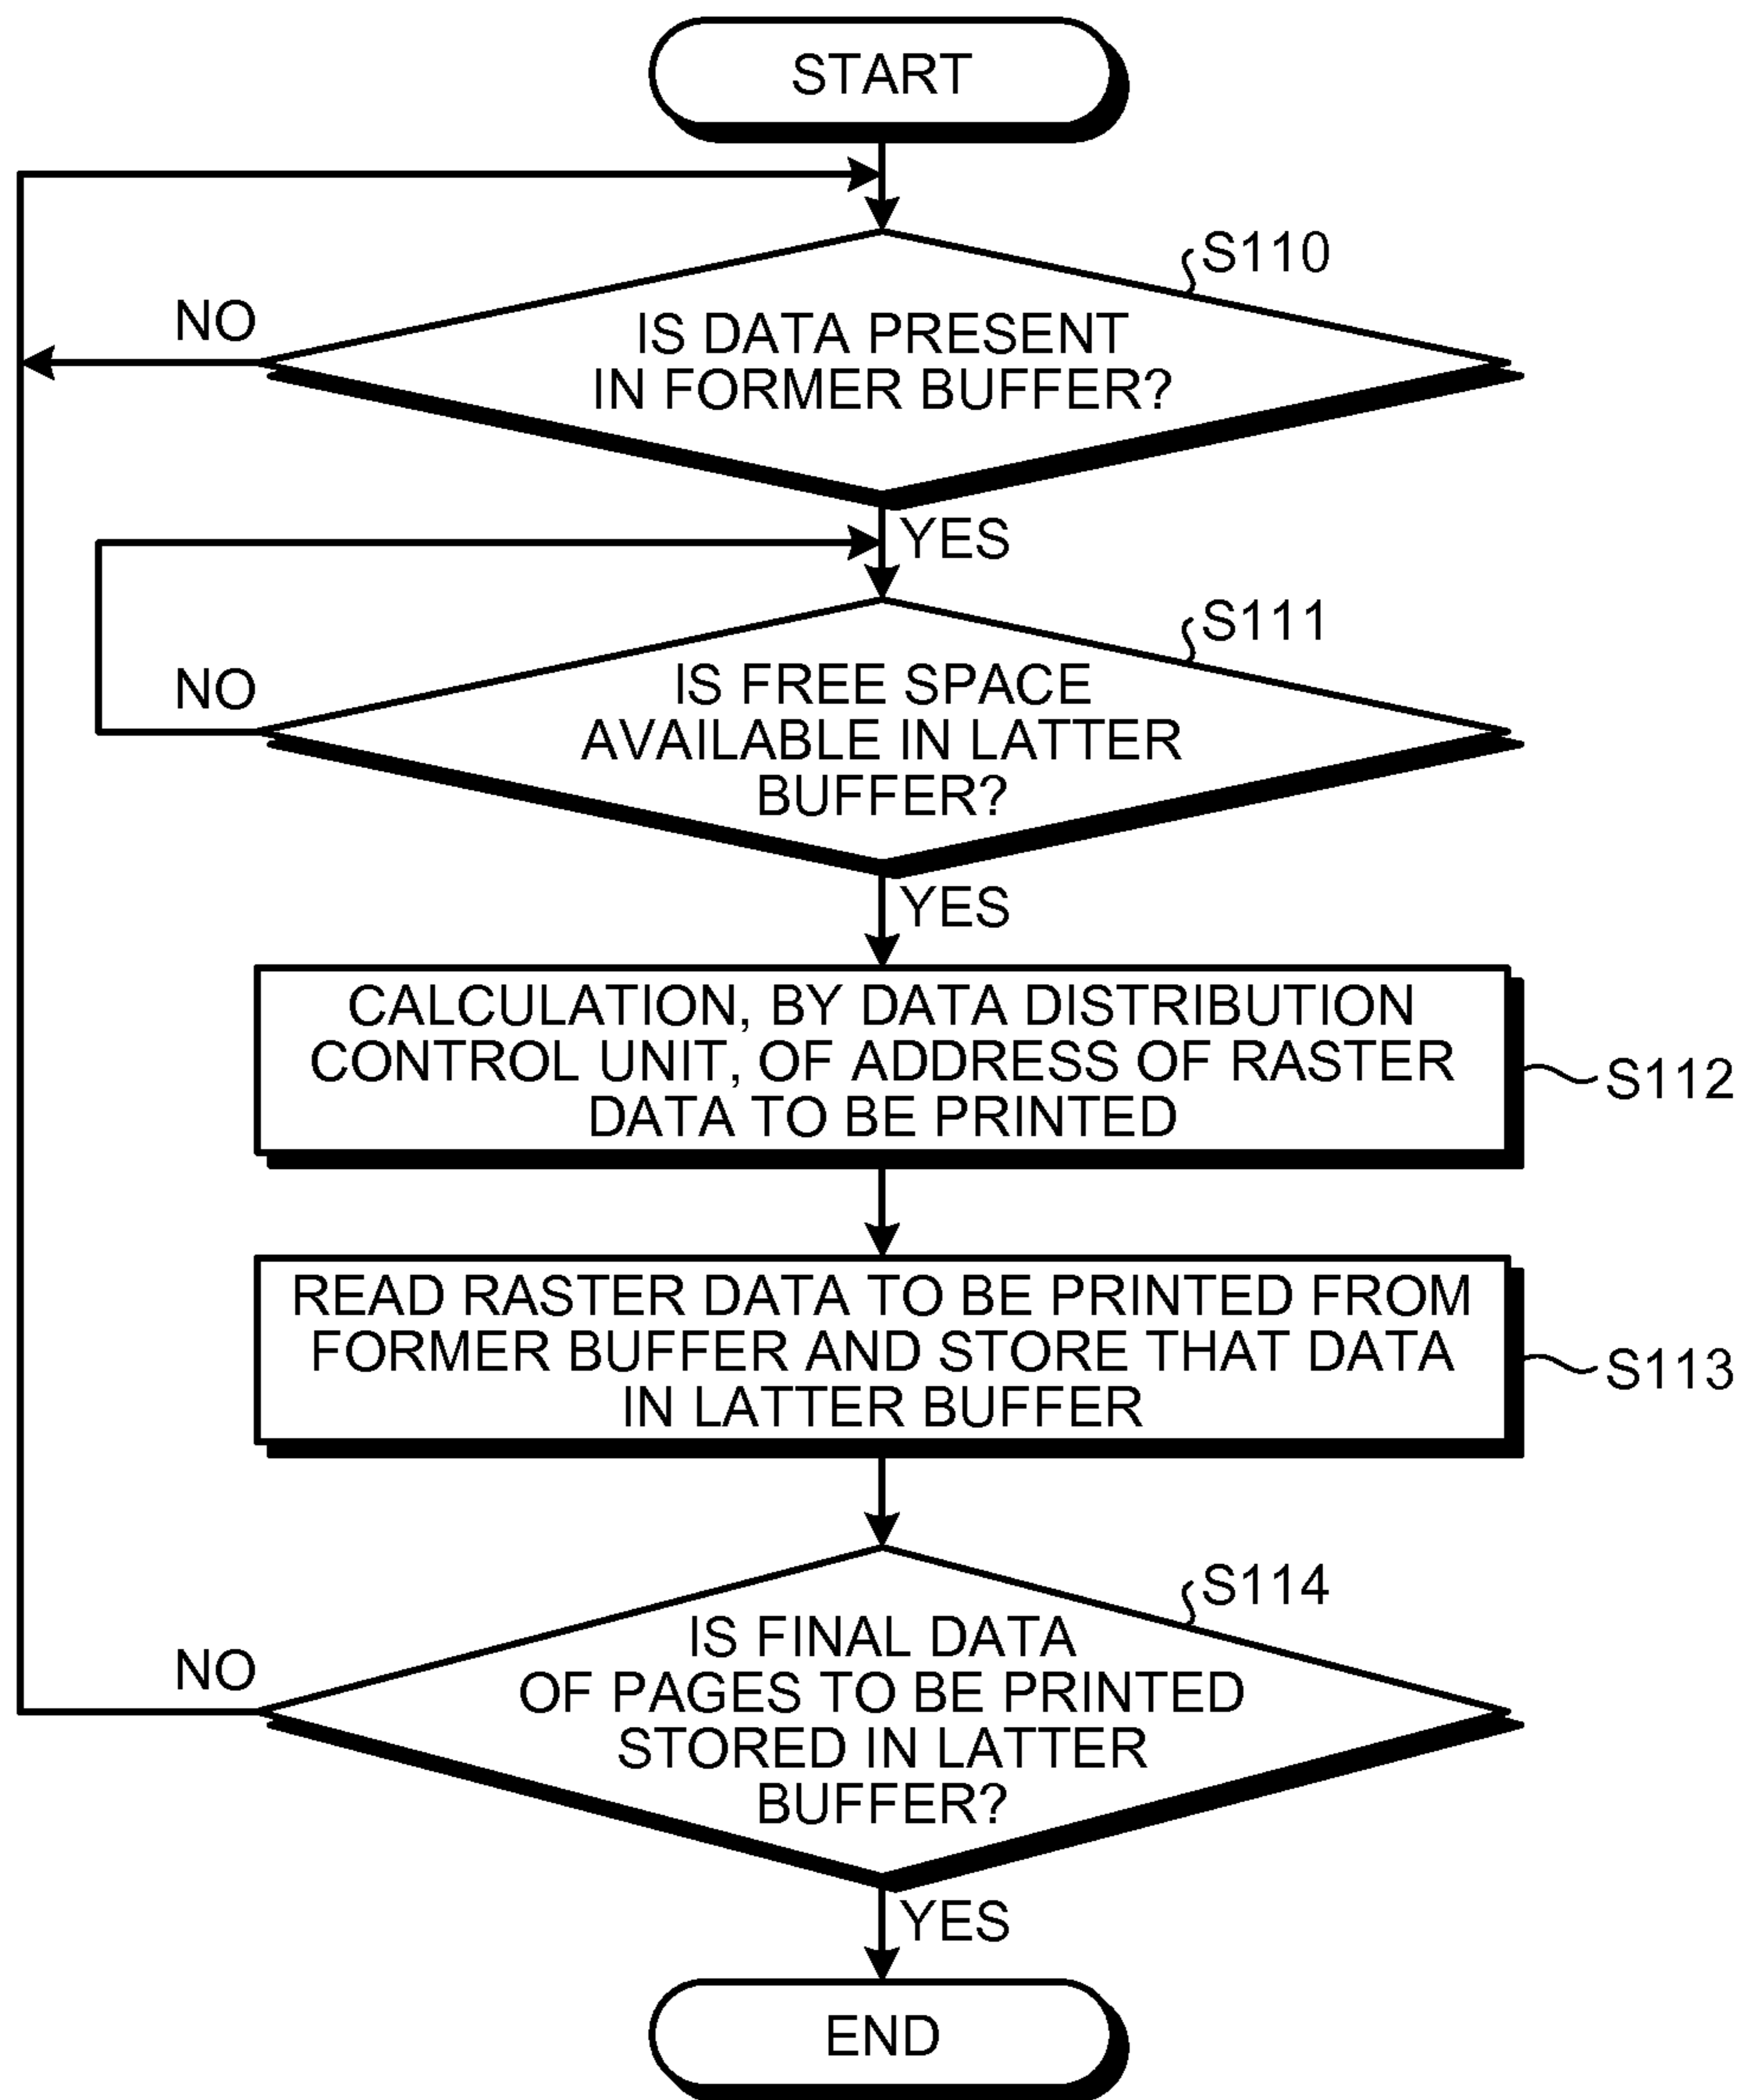 START
S110
NO
IS DATA PRESENT
IN FORMER BUFFER?
YES
S111
NO
IS FREE SPACE
AVAILABLE IN LATTER
BUFFER?
YES
CALCULATION, BY DATA DISTRIBUTION
CONTROL UNIT, OF ADDRESS OF RASTER
DATA TO BE PRINTED
S112
READ RASTER DATA TO BE PRINTED FROM
FORMER BUFFER AND STORE THAT DATA
IN LATTER BUFFER
S113
S114
NO
IS FINAL DATA
OF PAGES TO BE PRINTED
STORED IN LATTER
BUFFER?
YES
END